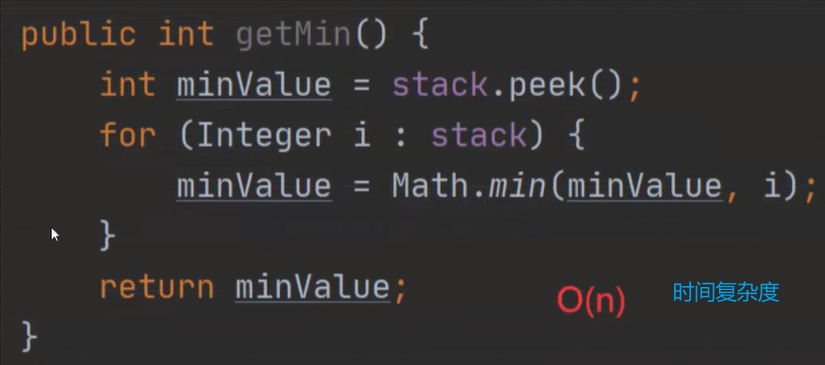 public int getMin() {
int minValue = stack.peek();
for (Integer i : stack) {
minValue = Math.min(minValue, i);
}
return minValue;
O(n) 时间复杂度
}